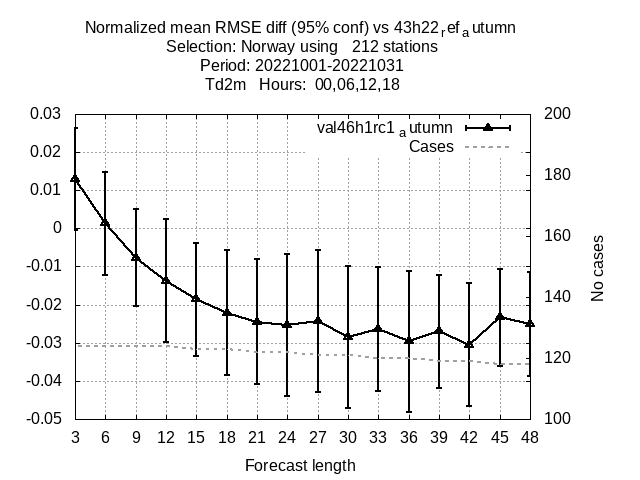 Normalized mean RMSE diff (95% conf) vs 43h22ref autumn
Selection: Norway using 212 stations
Period: 20221001-20221031
Td2m Hours: 00,06,12,18
val46h1rc1autumn
Cases
0.03
0.02
0.01
0
-0.01
-0.02
-0.03
-0.04
-0.05
200
180
160
140
120
100
No cases
3 6 9 12 15 18 21 24 27 30 33 36 39 42 45 48
Forecast length